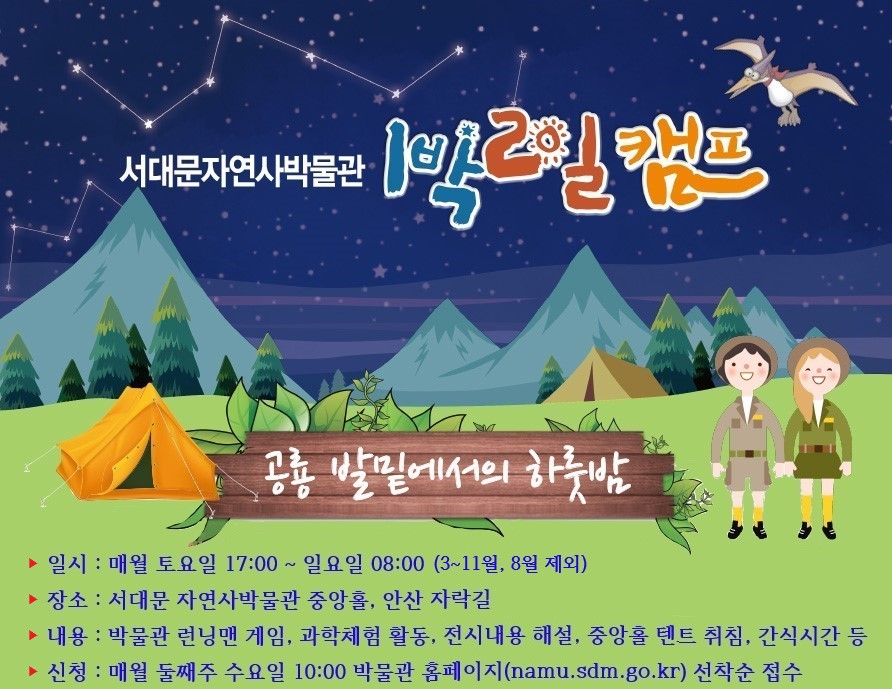 서대문자연사박물관 1박2일 캠프
공룡 발밑에서의 하룻밤
▶ 일시 : 매월 토요일 17:00 ~ 일요일 08:00 (3~11월, 8월 제외)
▶ 장소 : 서대문 자연사박물관 중앙홀, 안산 자락길
▶ 내용 : 박물관 런닝맨 게임, 과학체험 활동, 전시내용 해설, 중앙홀 텐트 취침, 간식시간 등
▶ 신청 : 매월 둘째주 수요일 10:00 박물관 홈페이지(namu.sdm.go.kr) 선착순 접수